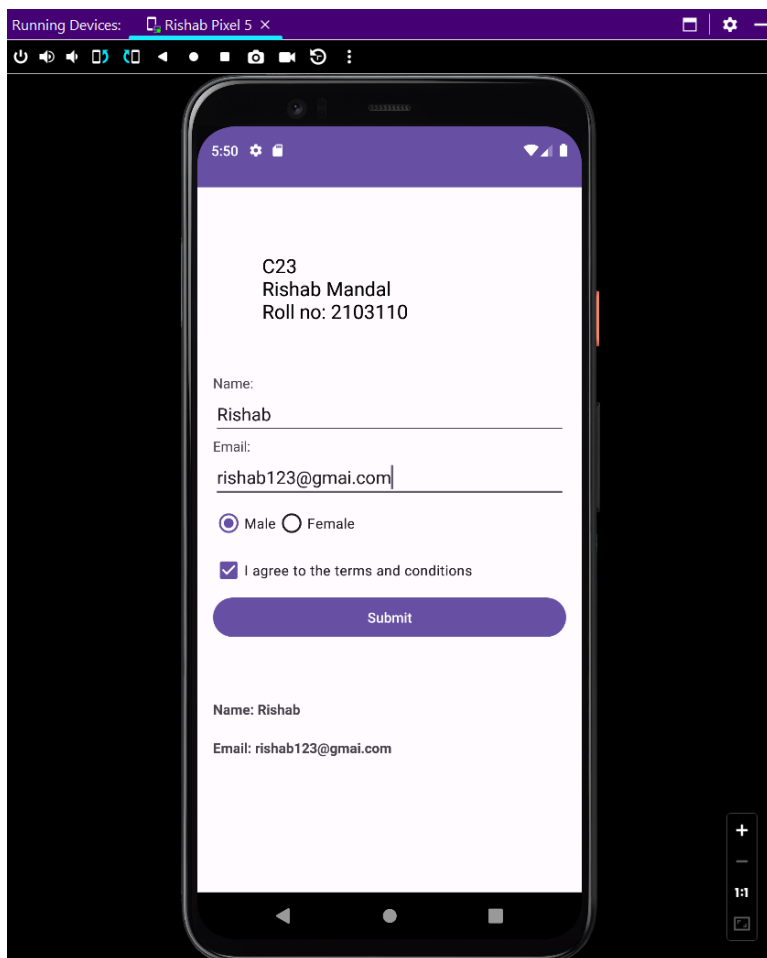 Running Devices: Rishab Pixel 5
5:50
C23
Rishab Mandal
Roll no: 2103110
Name:
Rishab
Email:
rishab123@gmai.com
Male Female
I agree to the terms and conditions
Submit
Name: Rishab
Email: rishab123@gmai.com
1:1